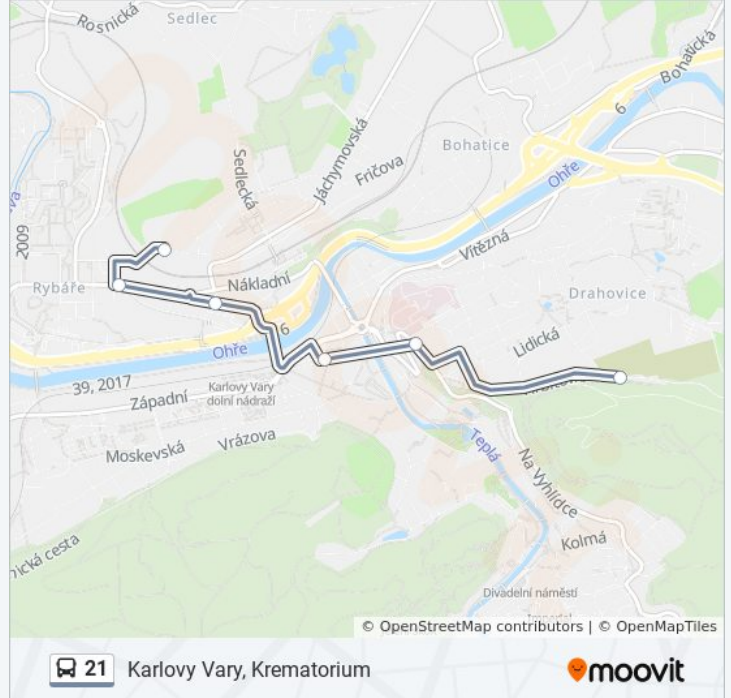 Rosnická
Sedlec
Bohatická
6
Jáchymovská
Bohatice
Sedlecká
Fričova
Ohře
2009
Vítězná
Rybáře
Nákladní
Drahovice
6
Lidická
Ohře
39, 2017
Karlovy Vary
dolní nádraží
Západní
Moskevská
Vrázova
Teplá
Na Vyhlídce
Kolmá
Divadelní náměstí
© OpenStreetMap contributors | © OpenMapTiles
21
Karlovy Vary, Krematorium
moovit